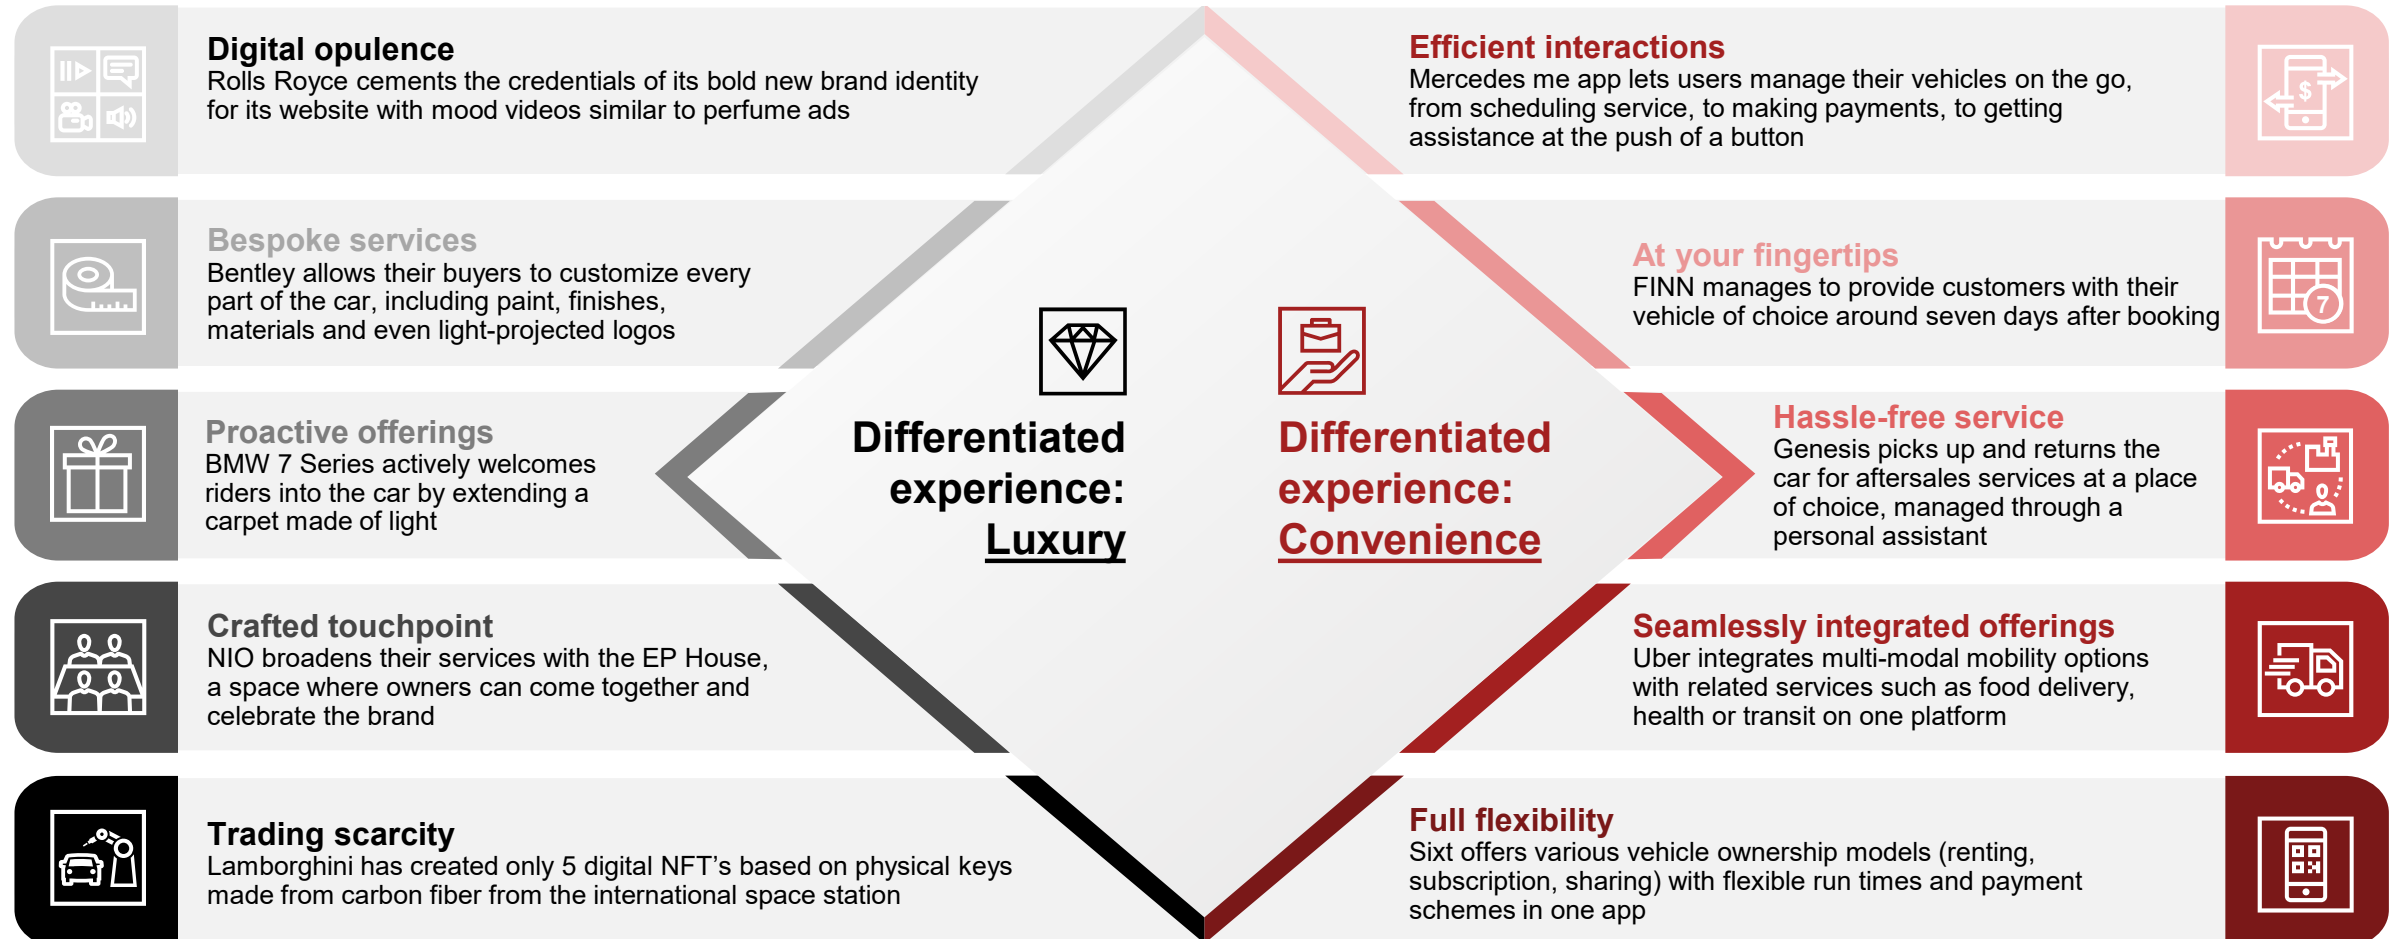 Digital opulence
Rolls Royce cements the credentials of its bold new brand identity
for its website with mood videos similar to perfume ads
Bespoke services
Bentley allows their buyers to customize every
part of the car, including paint, finishes,
materials and even light-projected logos
Proactive offerings
BMW 7 Series actively welcomes
riders into the car by extending a
carpet made of light
Crafted touchpoint
NIO broadens their services with the EP House,
a space where owners can come together and
celebrate the brand
Trading scarcity
Lamborghini has created only 5 digital NFT’s based on physical keys
made from carbon fiber from the international space station
Differentiated
experience:
Luxury
Differentiated
experience:
Convenience
Efficient interactions
Mercedes me app lets users manage their vehicles on the go,
from scheduling service, to making payments, to getting
assistance at the push of a button
$
At your fingertips
FINN manages to provide customers with their
vehicle of choice around seven days after booking
7
Hassle-free service
Genesis picks up and returns the
car for aftersales services at a place
of choice, managed through a
personal assistant
Seamlessly integrated offerings
Uber integrates multi-modal mobility options
with related services such as food delivery,
health or transit on one platform
Full flexibility
Sixt offers various vehicle ownership models (renting,
subscription, sharing) with flexible run times and payment
schemes in one app